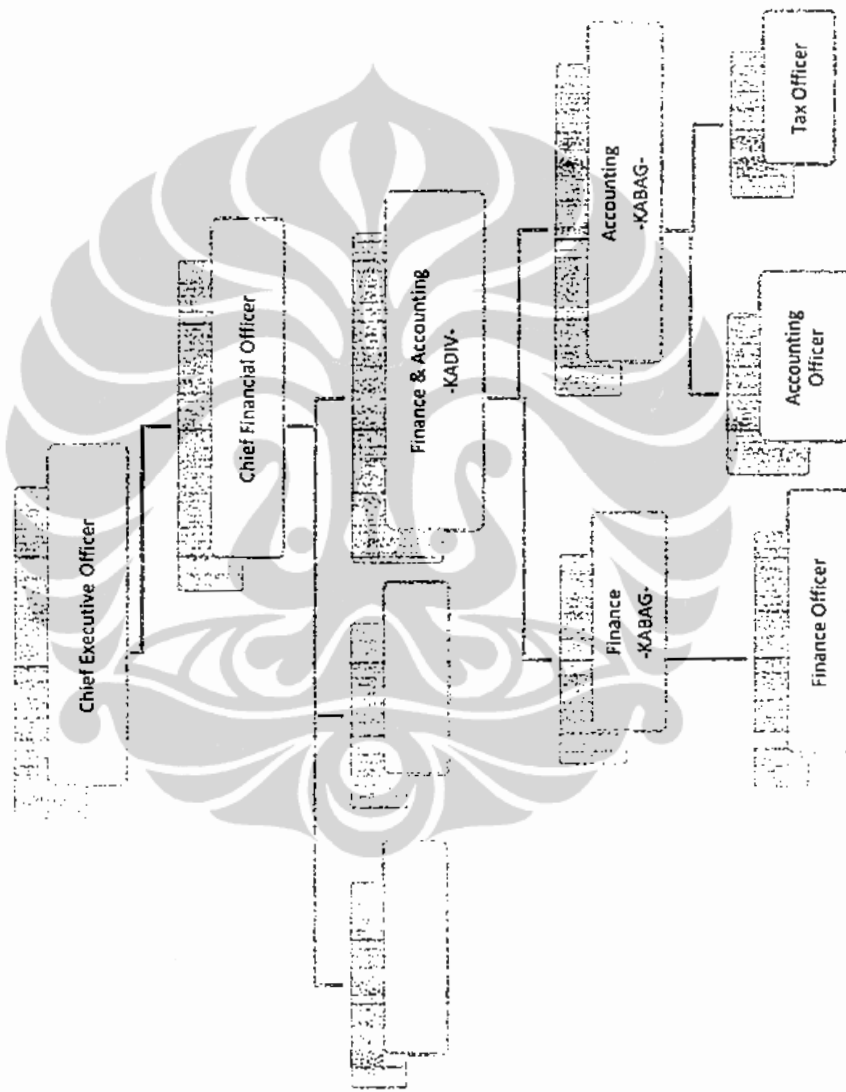 Chief Executive Officer
Chief Financial Officer
Finance & Accounting
-KADIV-
Finance
-KABAG-
Accounting
-KABAG-
Finance Officer
Accounting
Officer
Tax Officer